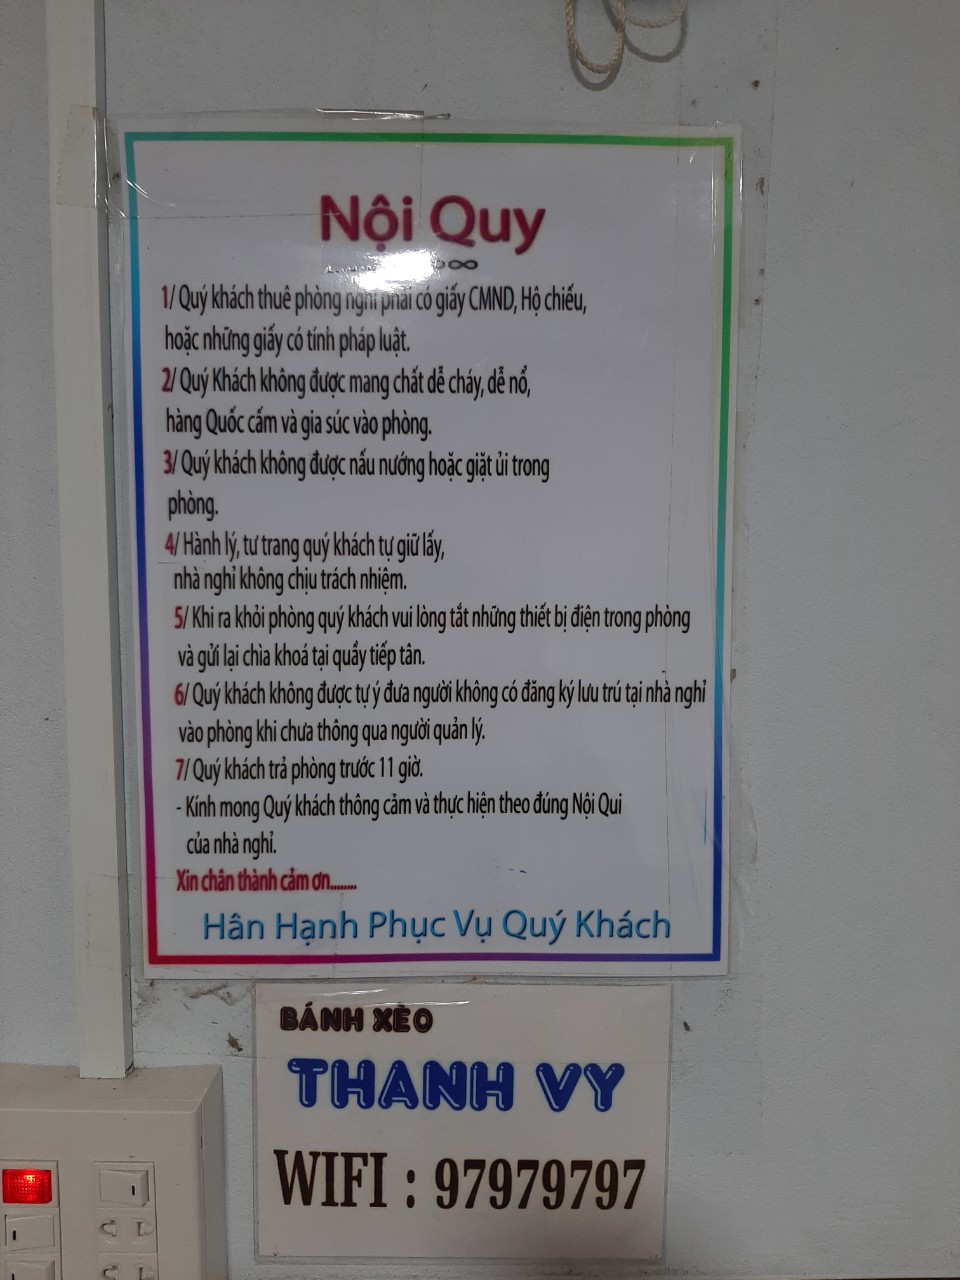 Nội Quy
1/ Quý khách thuê phòng nghỉ phải có giấy CMND, Hộ chiếu,
hoặc những giấy có tính pháp luật.
2/ Quý Khách không được mang chất dễ cháy, dễ nổ,
hàng Quốc cấm và gia súc vào phòng.
3/ Quý khách không được nấu nướng hoặc giặt ủi trong
phòng.
4/ Hành lý, tư trang quý khách tự giữ lấy,
nhà nghỉ không chịu trách nhiệm.
5/ Khi ra khỏi phòng quý khách vui lòng tắt những thiết bị điện trong phòng
và gửi lại chìa khoá tại quầy tiếp tân.
6/ Quý khách không được tự ý đưa người không có đăng ký lưu trú tại nhà nghỉ
vào phòng khi chưa thông qua người quản lý.
7/ Quý khách trả phòng trước 11 giờ.
- Kính mong Quý khách thông cảm và thực hiện theo đúng Nội Qui
của nhà nghỉ.
Xin chân thành cảm ơn........
Hân Hạnh Phục Vụ Quý Khách
BÁNH XÈO
THANH VY
WIFI : 97979797